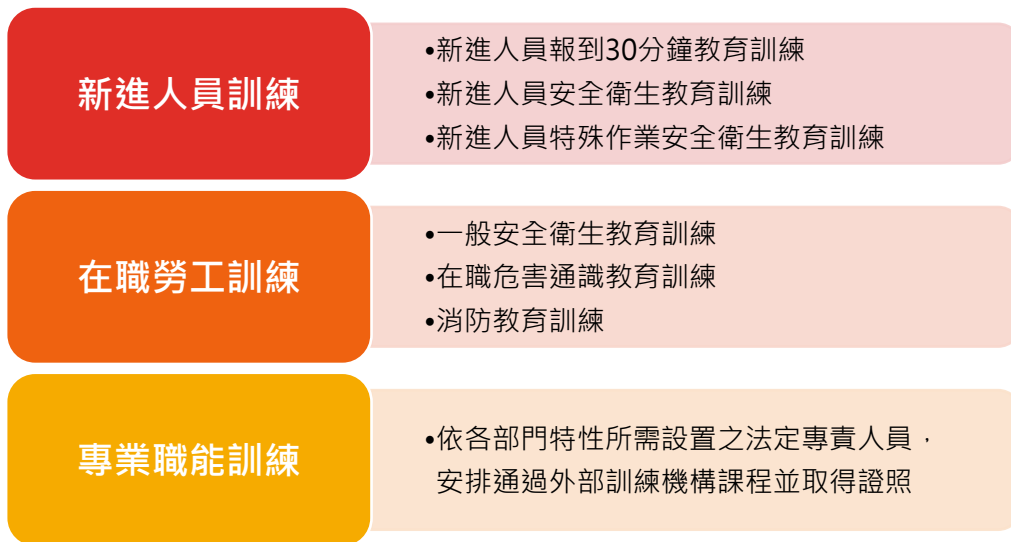 新進人員訓練
•新進人員報到30分鐘教育訓練
•新進人員安全衛生教育訓練
•新進人員特殊作業安全衛生教育訓練
在職勞工訓練
•一般安全衛生教育訓練
•在職危害通識教育訓練
•消防教育訓練
專業職能訓練
•依各部門特性所需設置之法定專責人員，
安排通過外部訓練機構課程並取得證照